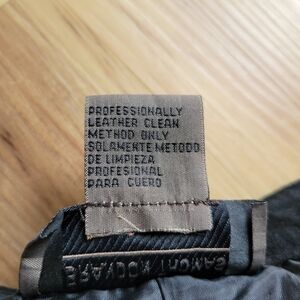 PROFESSIONALLY
LEATHER CLEAN
METHOD ONLY
SOLAMENTE METODO
DE LIMPIEZA
PROFESIONAL
PARA CUERO